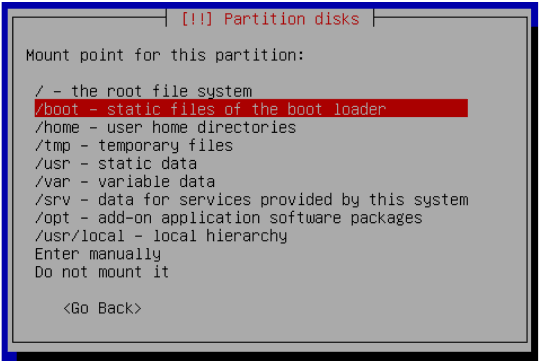 [!!] Partition disks
Mount point for this partition:
/ – the root file system
/boot – static files of the boot loader
/home – user home directories
/tmp – temporary files
/usr – static data
/var – variable data
/srv – data for services provided by this system
/opt – add-on application software packages
/usr/local – local hierarchy
Enter manually
Do not mount it
<Go Back>